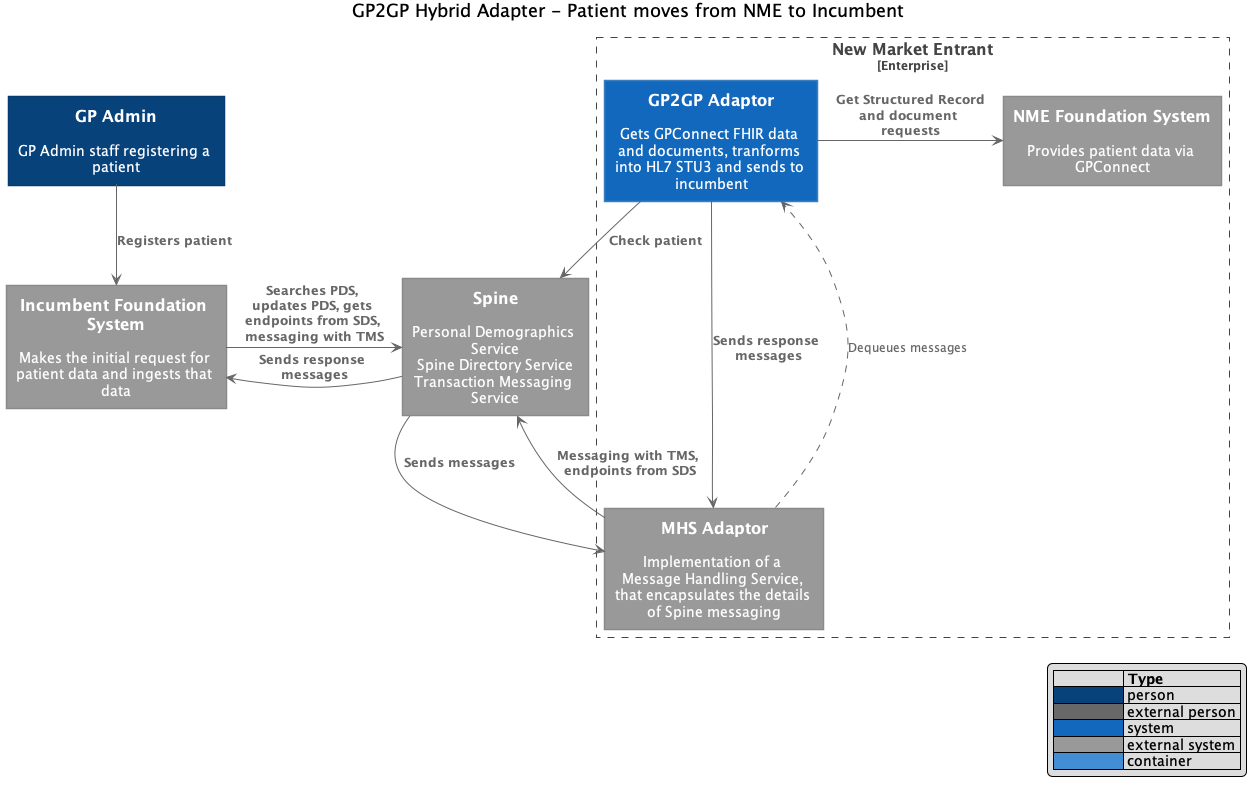 GP2GP Hybrid Adapter – Patient moves from NME to Incumbent
New Market Entrant
[Enterprise]
GP Admin
GP Admin staff registering a
patient
GP2GP Adaptor
Gets GPConnect FHIR data
and documents, tranforms
into HL7 STU3 and sends to
incumbent
Get Structured Record
and document
requests
NME Foundation System
Provides patient data via
GPConnect
Registers patient
Check patient
Incumbent Foundation
System
Makes the initial request for
patient data and ingests that
data
Searches PDS,
updates PDS, gets
endpoints from SDS,
messaging with TMS
Sends response
messages
Spine
Personal Demographics
Service
Spine Directory Service
Transaction Messaging
Service
Sends response
messages
Dequeues messages
Sends messages
Messaging with TMS,
endpoints from SDS
MHS Adaptor
Implementation of a
Message Handling Service,
that encapsulates the details
of Spine messaging
Type
person
external person
system
external system
container